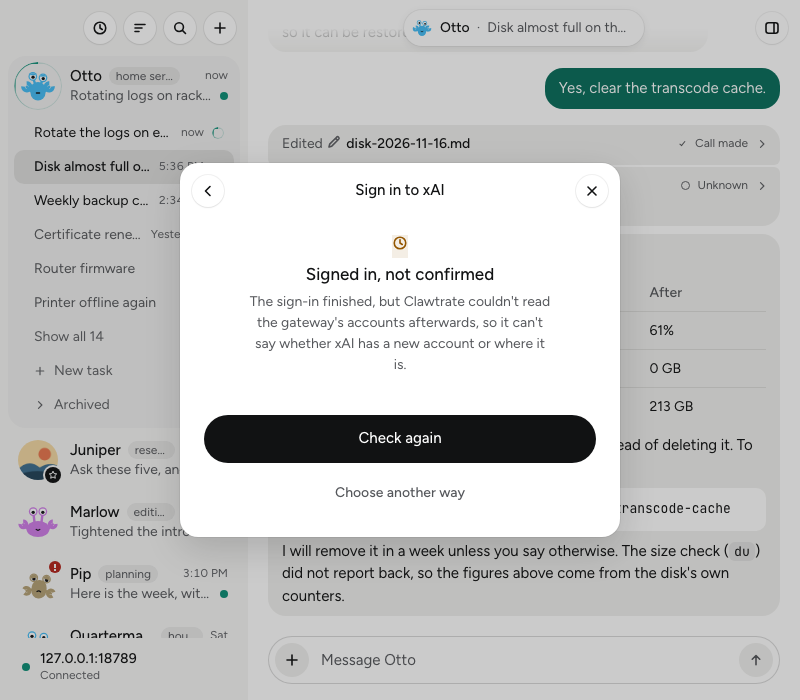 so it can be restor
Otto · Disk almost full on th...
Otto home ser... now
Rotating logs on rack...
Yes, clear the transcode cache.
Rotate the logs on e... now
Edited disk-2026-11-16.md
Call made
Disk almost full o... 5:36 PM
Unknown
Weekly backup c... 2:34
Certificate rene... Yeste
Router firmware
Printer offline again
Show all 14
New task
Archived
Sign in to xAI
Signed in, not confirmed
The sign-in finished, but Clawtrate couldn't read
the gateway's accounts afterwards, so it can't
say whether xAI has a new account or where it
is.
Check again
Choose another way
After
61%
0 GB
213 GB
ead of deleting it. To
transcode-cache
I will remove it in a week unless you say otherwise. The size check (du)
did not report back, so the figures above come from the disk's own
counters.
Juniper rese...
Ask these five, an
Marlow editi...
Tightened the intro
Pip planning 3:10 PM
Here is the week, wit...
Quarterma hou... Sat
127.0.0.1:18789
Connected
Message Otto